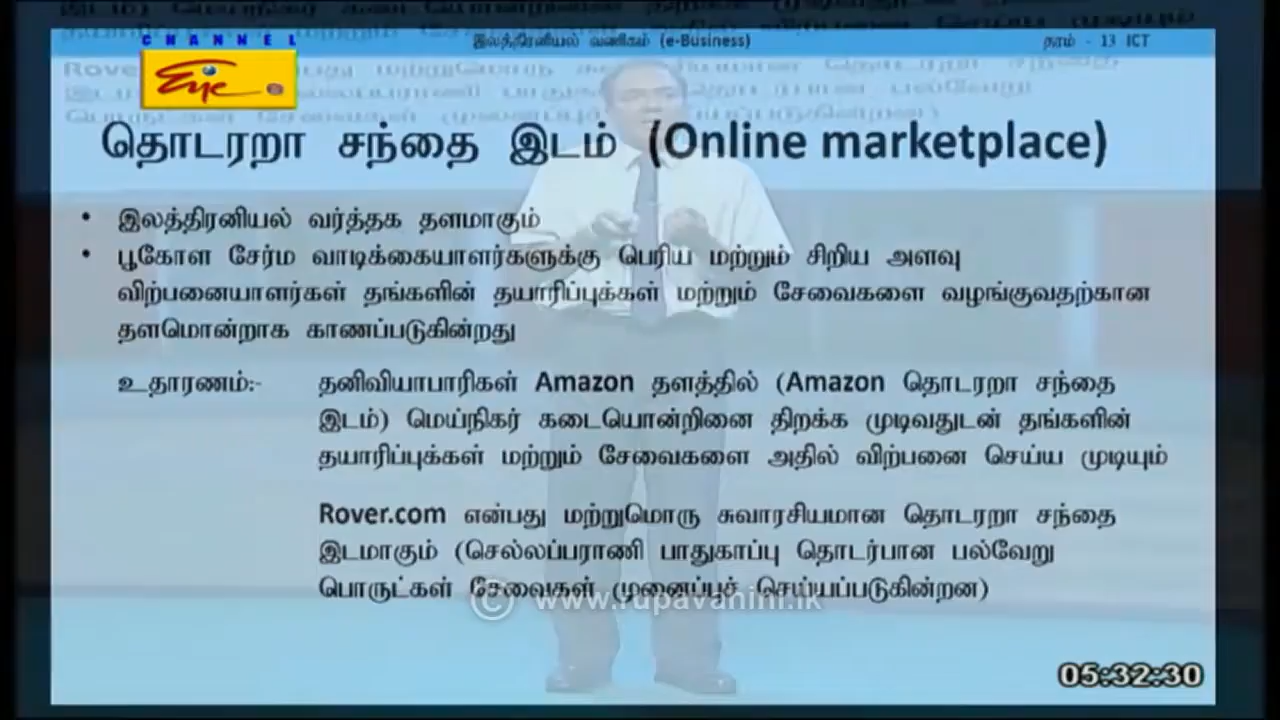 CHANNEL
Eye
இலத்திரனியல் வணிகம் (e-Business)
தரம் - 13 ICT
தொடரறா சந்தை இடம் (Online marketplace)
• இலத்திரனியல் வர்த்தக தளமாகும்
• பூகோள சேர்ம வாடிக்கையாளர்களுக்கு பெரிய மற்றும் சிறிய அளவு
விற்பனையாளர்கள் தங்களின் தயாரிப்புக்கள் மற்றும் சேவைகளை வழங்குவதற்கான
தளமொன்றாக காணப்படுகின்றது
உதாரணம்:- தனிவியாபாரிகள் Amazon தளத்தில் (Amazon தொடரறா சந்தை
இடம்) மெய்நிகர் கடையொன்றினை திறக்க முடிவதுடன் தங்களின்
தயாரிப்புக்கள் மற்றும் சேவைகளை அதில் விற்பனை செய்ய முடியும்
Rover.com என்பது மற்றுமொரு சுவாரசியமான தொடரறா சந்தை
இடமாகும் (செல்லப்பராணி பாதுகாப்பு தொடர்பான பல்வேறு
பொருட்கள் சேவைகள் முனைப்புச் செய்யப்படுகின்றன)
© www.rupavahini.lk
05:32:30